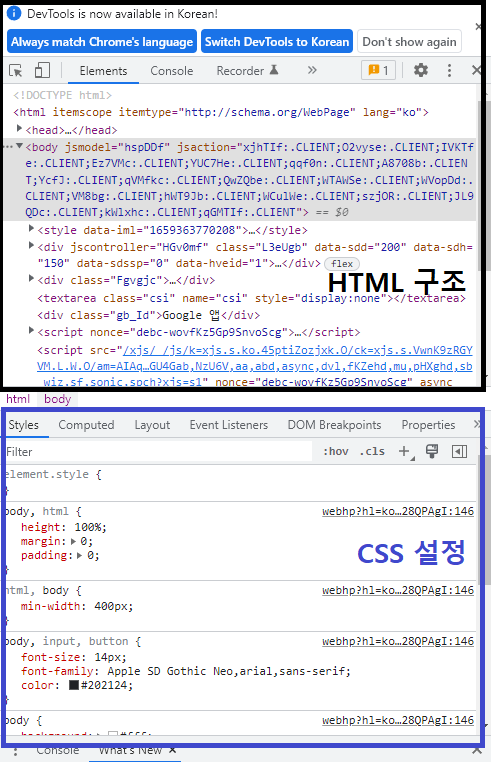 DevTools is now available in Korean!
Always match Chrome's language Switch DevTools to Korean Don't show again
Elements Console Recorder » 1
<!DOCTYPE html>
<html itemscope itemtype="http://schema.org/WebPage" lang="ko">
<head>…</head>
<body jsmodel="hspDDf" jsaction="xjhTIf:.CLIENT;O2vyse:.CLIENT;IVKTf
e:.CLIENT;Ez7VMc:.CLIENT;YUC7He:.CLIENT;qqf0n:.CLIENT;A8708b:.CLIEN
T;YcfJ:.CLIENT;qVMfkc:.CLIENT;QwZQbe:.CLIENT;WTAWSe:.CLIENT;WVopDd:.
CLIENT;VM8bg:.CLIENT;hWT9Jb:.CLIENT;WCulWe:.CLIENT;szjOR:.CLIENT;JL9
QDc:.CLIENT;kWlxhc:.CLIENT;qGMTIf:.CLIENT"> == $0
<style data-iml="1659363770208">…</style>
<div jscontroller="HGv0mf" class="L3eUgb" data-sdd="200" data-sdh=
"150" data-sdssp="0" data-hveid="1">…</div> flex
<div class="Fgvgjc">…</div>
HTML 구조
<textarea class="csi" name="csi" style="display:none"></textarea>
<div class="gb_Id">Google 앱</div>
<script nonce="debc-wovfKz5Gp9SnvoScg">…</script>
<script src="/xjs/_/js/k=xjs.s.ko.45ptiZozjxk.O/ck=xjs.s.VwnK9zRGY
VM.L.W.O/am=AIAq…GU4Gab,NzU6V,aa,abd,async,dvl,fKZehd,mu,pHXghd,sb
wiz,sf,sonic,spch?xjs=s1" nonce="debc-wovfKz5Gp9SnvoScg" async
html body
Styles Computed Layout Event Listeners DOM Breakpoints Properties »
Filter :hov .cls +
element.style {
}
body, html { webhp?hl=ko…28QPAgI:146
height: 100%;
margin: 0;
padding: 0;
}
CSS 설정
html, body { webhp?hl=ko…28QPAgI:146
min-width: 400px;
}
body, input, button { webhp?hl=ko…28QPAgI:146
font-size: 14px;
font-family: Apple SD Gothic Neo,arial,sans-serif;
color: #202124;
}
body { webhp?hl=ko…28QPAgI:146
background: #fff;
Console What's New